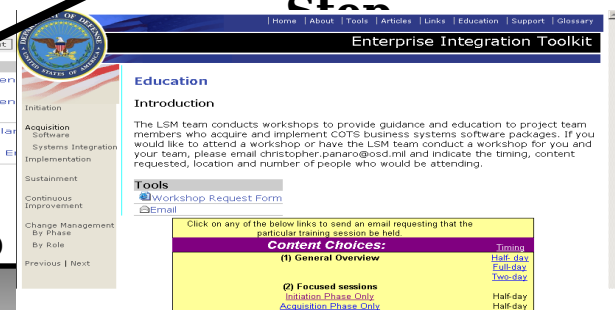 Step
| Home | About | Tools | Articles | Links | Education | Support | Glossary
Enterprise Integration Toolkit
Education
Introduction
The LSM team conducts workshops to provide guidance and education to project team
members who acquire and implement COTS business systems software packages. If you
would like to attend a workshop or have the LSM team conduct a workshop for you and
your team, please email christopher.panaro@osd.mil and indicate the timing, content
requested, location and number of people who would be attending.
Tools
Workshop Request Form
Email
Initiation
Acquisition
Software
Systems Integration
Implementation
Sustainment
Continuous
Improvement
Change Management
By Phase
By Role
Previous | Next
Click on any of the below links to send an email requesting that the
particular training session be held.
Content Choices: Timing
(1) General Overview Half- day
Full-day
Two-day
(2) Focused sessions
Initiation Phase Only Half-day
Acquisition Phase Only Half-day